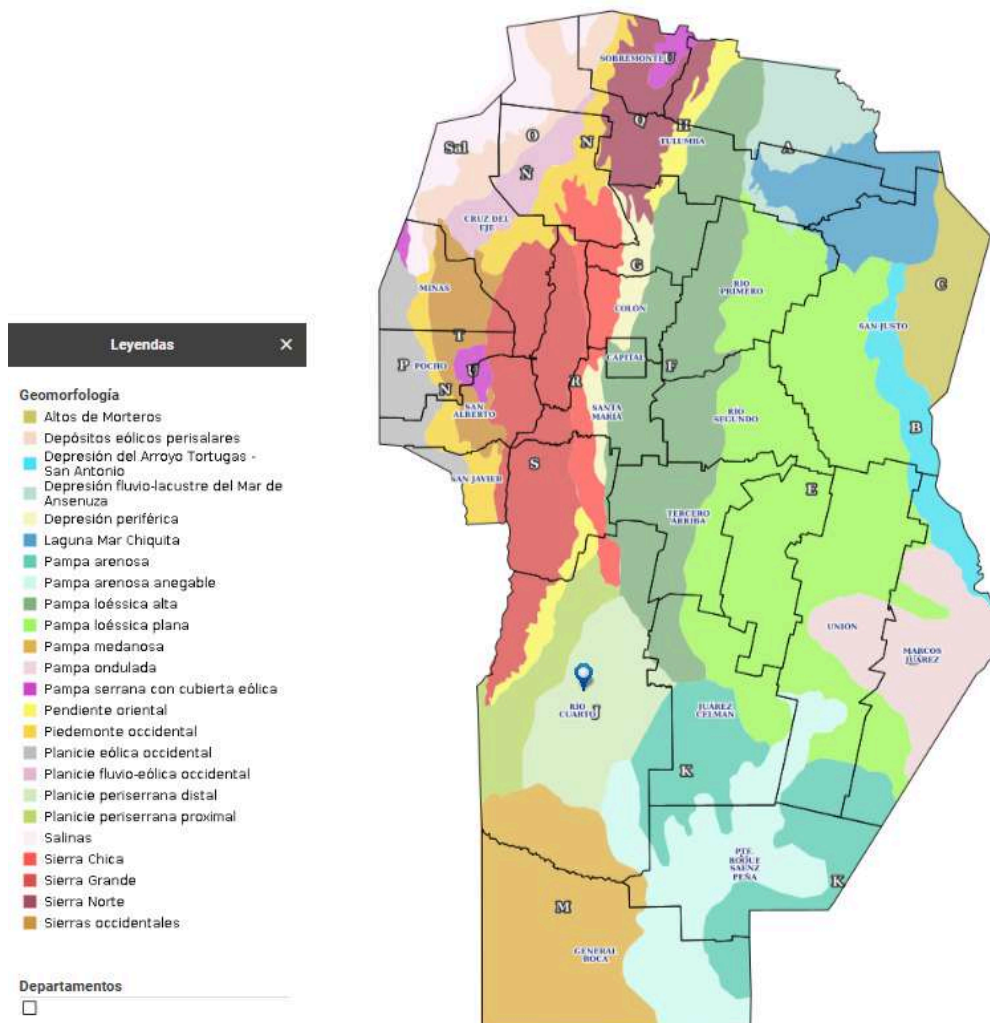 Leyendas ×
Geomorfología
Altos de Morteros
Depósitos eólicos perisalares
Depresión del Arroyo Tortugas -
San Antonio
Depresión fluvio-lacustre del Mar de
Ansenuza
Depresión periférica
Laguna Mar Chiquita
Pampa arenosa
Pampa arenosa anegable
Pampa loéssica alta
Pampa loéssica plana
Pampa medanosa
Pampa ondulada
Pampa serrana con cubierta eólica
Pendiente oriental
Piedemonte occidental
Planicie eólica occidental
Planicie fluvio-eólica occidental
Planicie periserrana distal
Planicie periserrana proximal
Salinas
Sierra Chica
Sierra Grande
Sierra Norte
Sierras occidentales
Departamentos
SOBREMONTE
U
Q
H
O
N
TULUMBA
A
Sal
Ñ
CRUZ DEL
EJE
G
C
MINAS
RÍO
PRIMERO
COLÓN
SAN JUSTO
T
CAPITAL
P
POCHO
U
F
N
R
SAN
ALBERTO
SANTA
MARÍA
RÍO
SEGUNDO
B
S
SAN JAVIER
E
TERCERO
ARRIBA
UNIÓN
MARCOS
JUÁREZ
RÍO
CUARTO
J
JUÁREZ
CELMAN
K
PTE.
ROQUE
SAENZ
PEÑA
K
M
GENERAL
ROCA